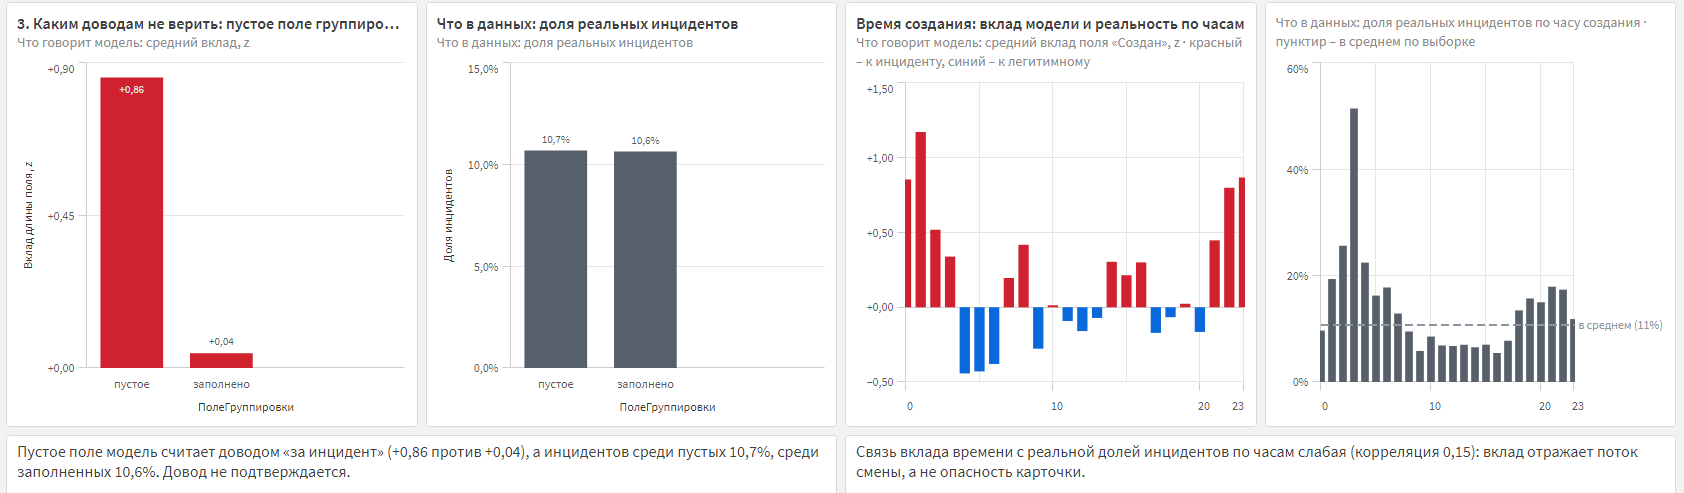 3. Каким доводам не верить: пустое поле группиро…
Что говорит модель: средний вклад, z
+0,90
+0,45
+0,00
Вклад длины поля, z
+0,86
+0,04
пустое
заполнено
ПолеГруппировки
Что в данных: доля реальных инцидентов
Что в данных: доля реальных инцидентов
15,0%
10,0%
5,0%
0,0%
Доля инцидентов
10,7%
10,6%
пустое
заполнено
ПолеГруппировки
Время создания: вклад модели и реальность по часам
Что говорит модель: средний вклад поля «Создан», z · красный
– к инциденту, синий – к легитимному
+1,50
+1,00
+0,50
+0,00
−0,50
0
10
20
23
Что в данных: доля реальных инцидентов по часу создания ·
пунктир – в среднем по выборке
60%
40%
20%
0%
в среднем (11%)
0
10
20
23
Пустое поле модель считает доводом «за инцидент» (+0,86 против +0,04), а инцидентов среди пустых 10,7%, среди
заполненных 10,6%. Довод не подтверждается.
Связь вклада времени с реальной долей инцидентов по часам слабая (корреляция 0,15): вклад отражает поток
смены, а не опасность карточки.